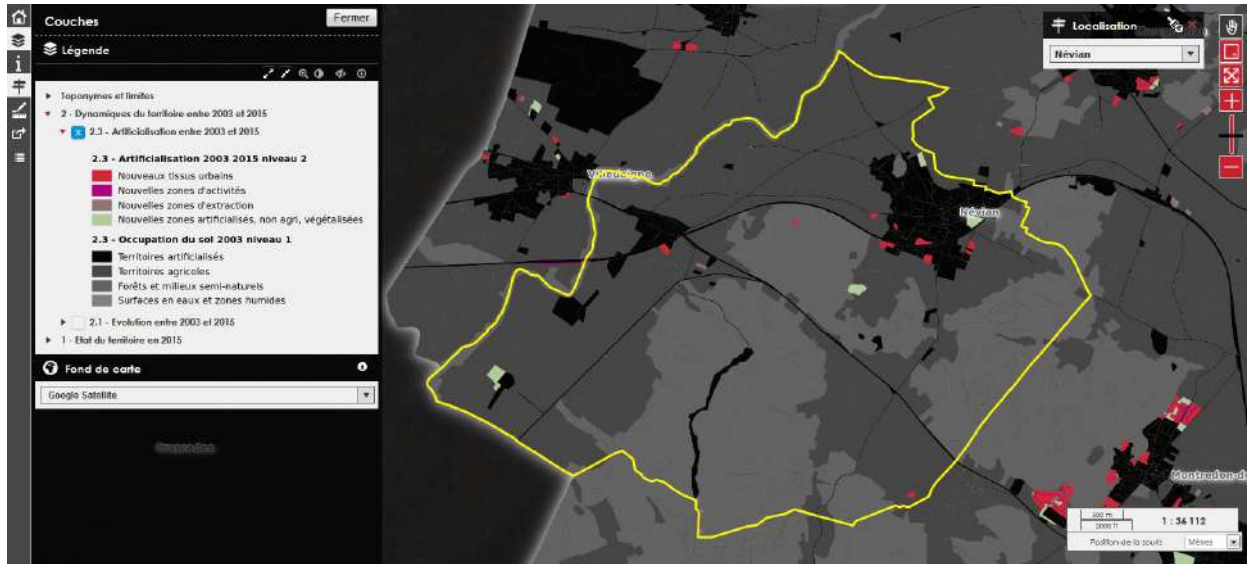 Couches
Fermer
Légende
Toponymes et limites
2 - Dynamiques du territoire entre 2003 et 2015
2.3 - Artificialisation entre 2003 et 2015
2.3 - Artificialisation 2003 2015 niveau 2
Nouveaux tissus urbains
Nouvelles zones d'activités
Nouvelles zones d'extraction
Nouvelles zones artificialisés, non agri, végétalisées
2.3 - Occupation du sol 2003 niveau 1
Territoires artificialisés
Territoires agricoles
Forêts et milieux semi-naturels
Surfaces en eaux et zones humides
2.1 - Evolution entre 2003 et 2015
1 - Etat du territoire en 2015
Fond de carte
Google Satellite
Cruscades
Villedaigne
Névian
Localisation
Névian
Montredon-d
500 m
2000 ft
1 : 36 112
Position de la souris
Mètres